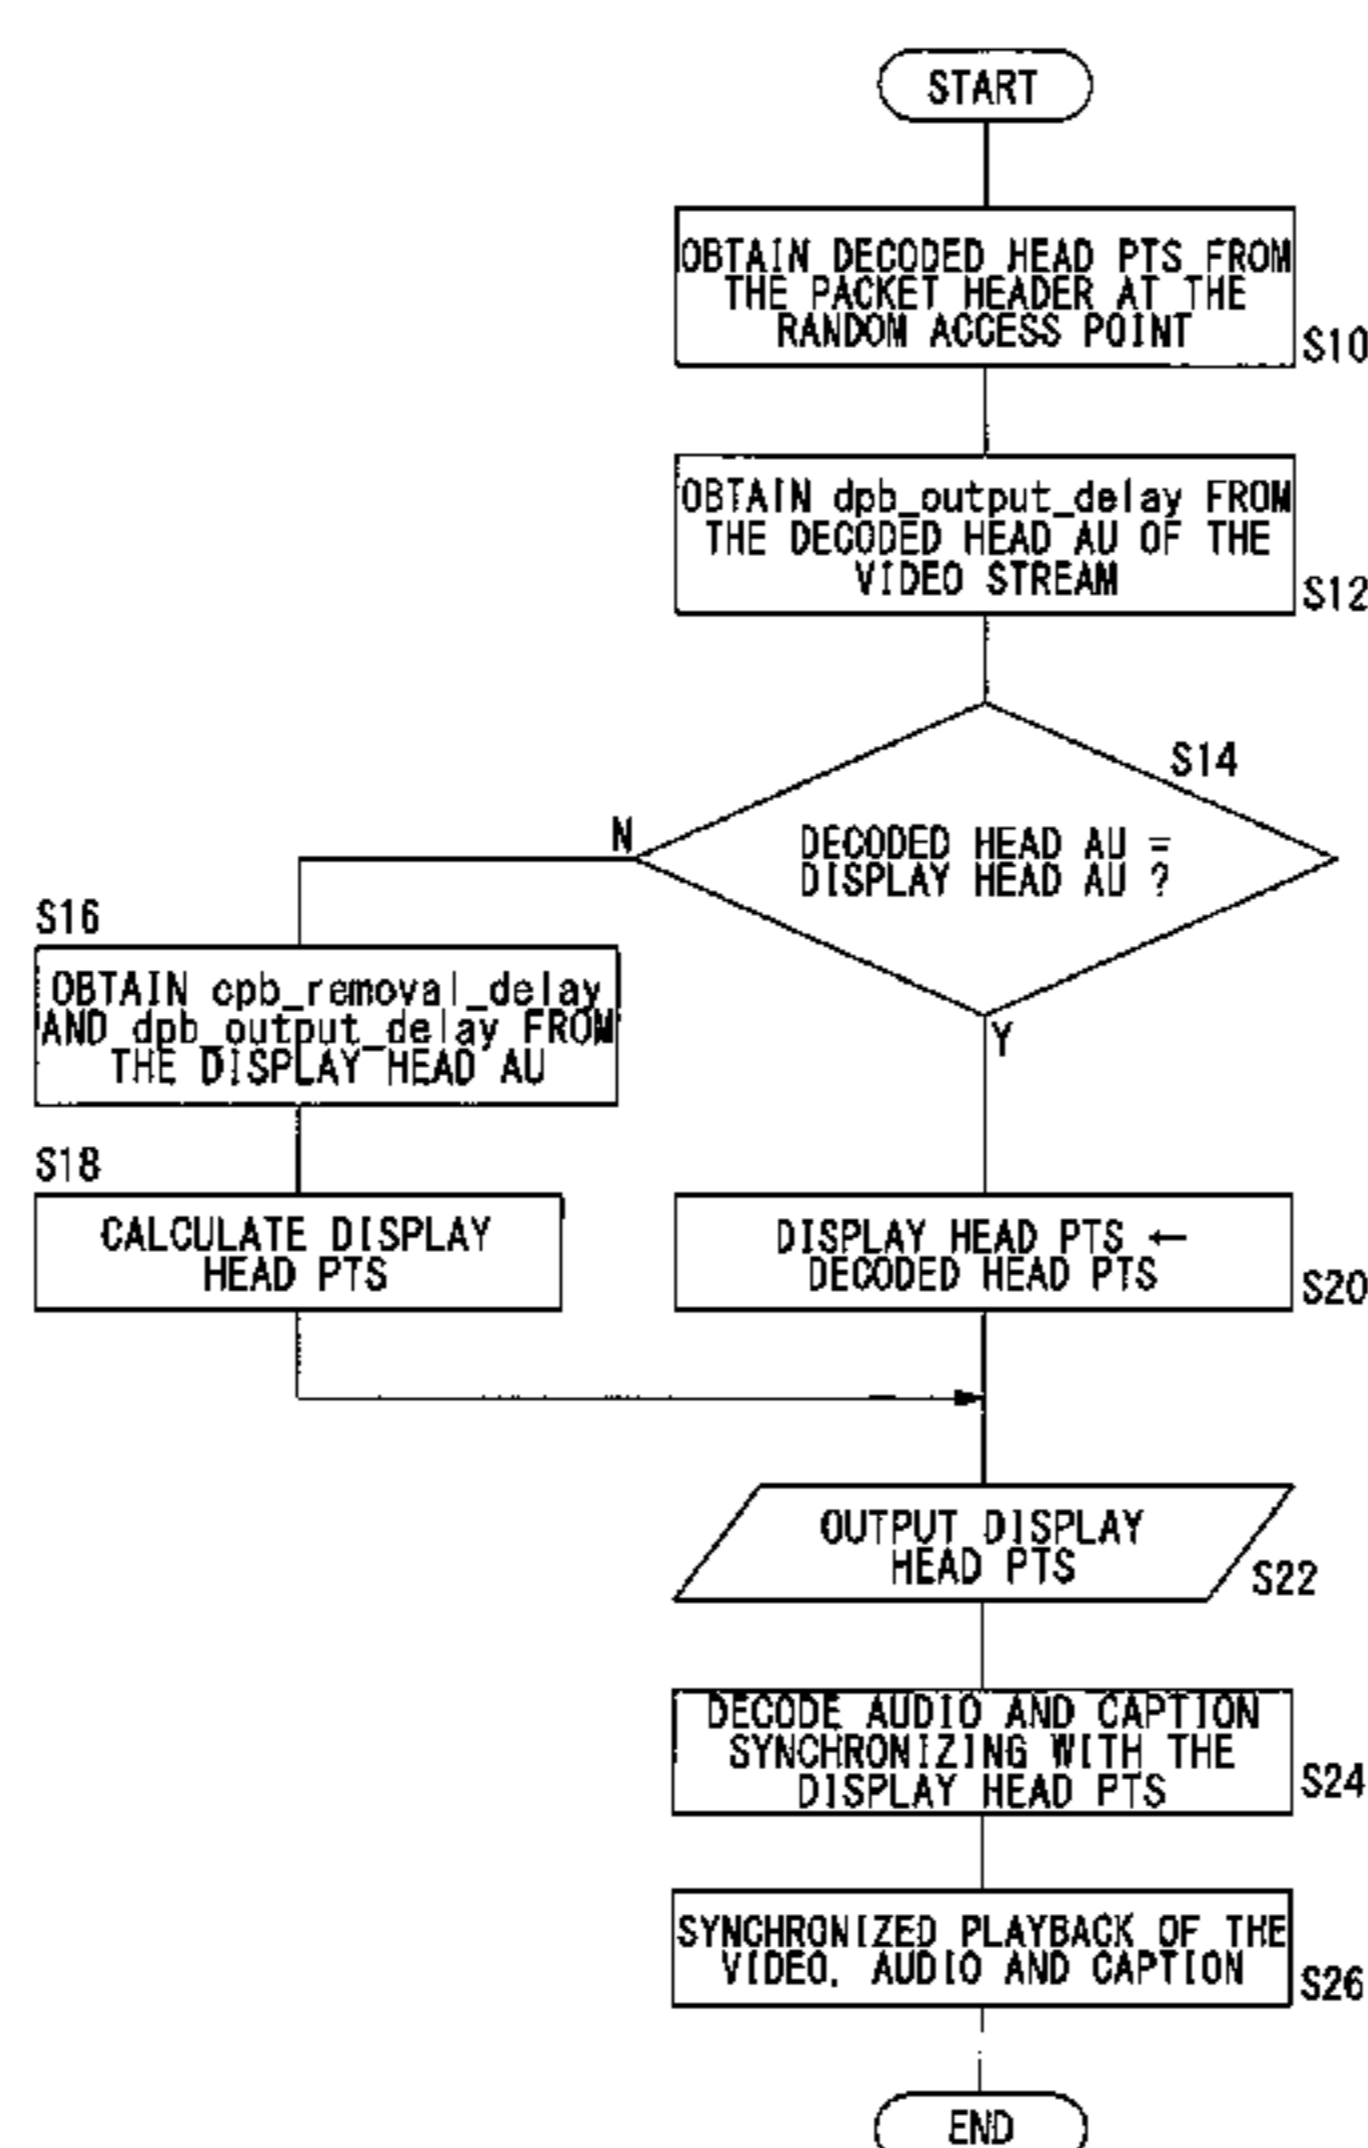 START
OBTAIN DECODED HEAD PTS FROM
THE PACKET HEADER AT THE
RANDOM ACCESS POINT
S10
OBTAIN dpb_output_delay FROM
THE DECODED HEAD AU OF THE
VIDEO STREAM
S12
S14
DECODED HEAD AU =
DISPLAY HEAD AU ?
N
Y
S16
OBTAIN cpb_removal_delay
AND dpb_output_delay FROM
THE DISPLAY HEAD AU
S18
CALCULATE DISPLAY
HEAD PTS
DISPLAY HEAD PTS ←
DECODED HEAD PTS
S20
OUTPUT DISPLAY
HEAD PTS
S22
DECODE AUDIO AND CAPTION
SYNCHRONIZING WITH THE
DISPLAY HEAD PTS
S24
SYNCHRONIZED PLAYBACK OF THE
VIDEO, AUDIO AND CAPTION
S26
END